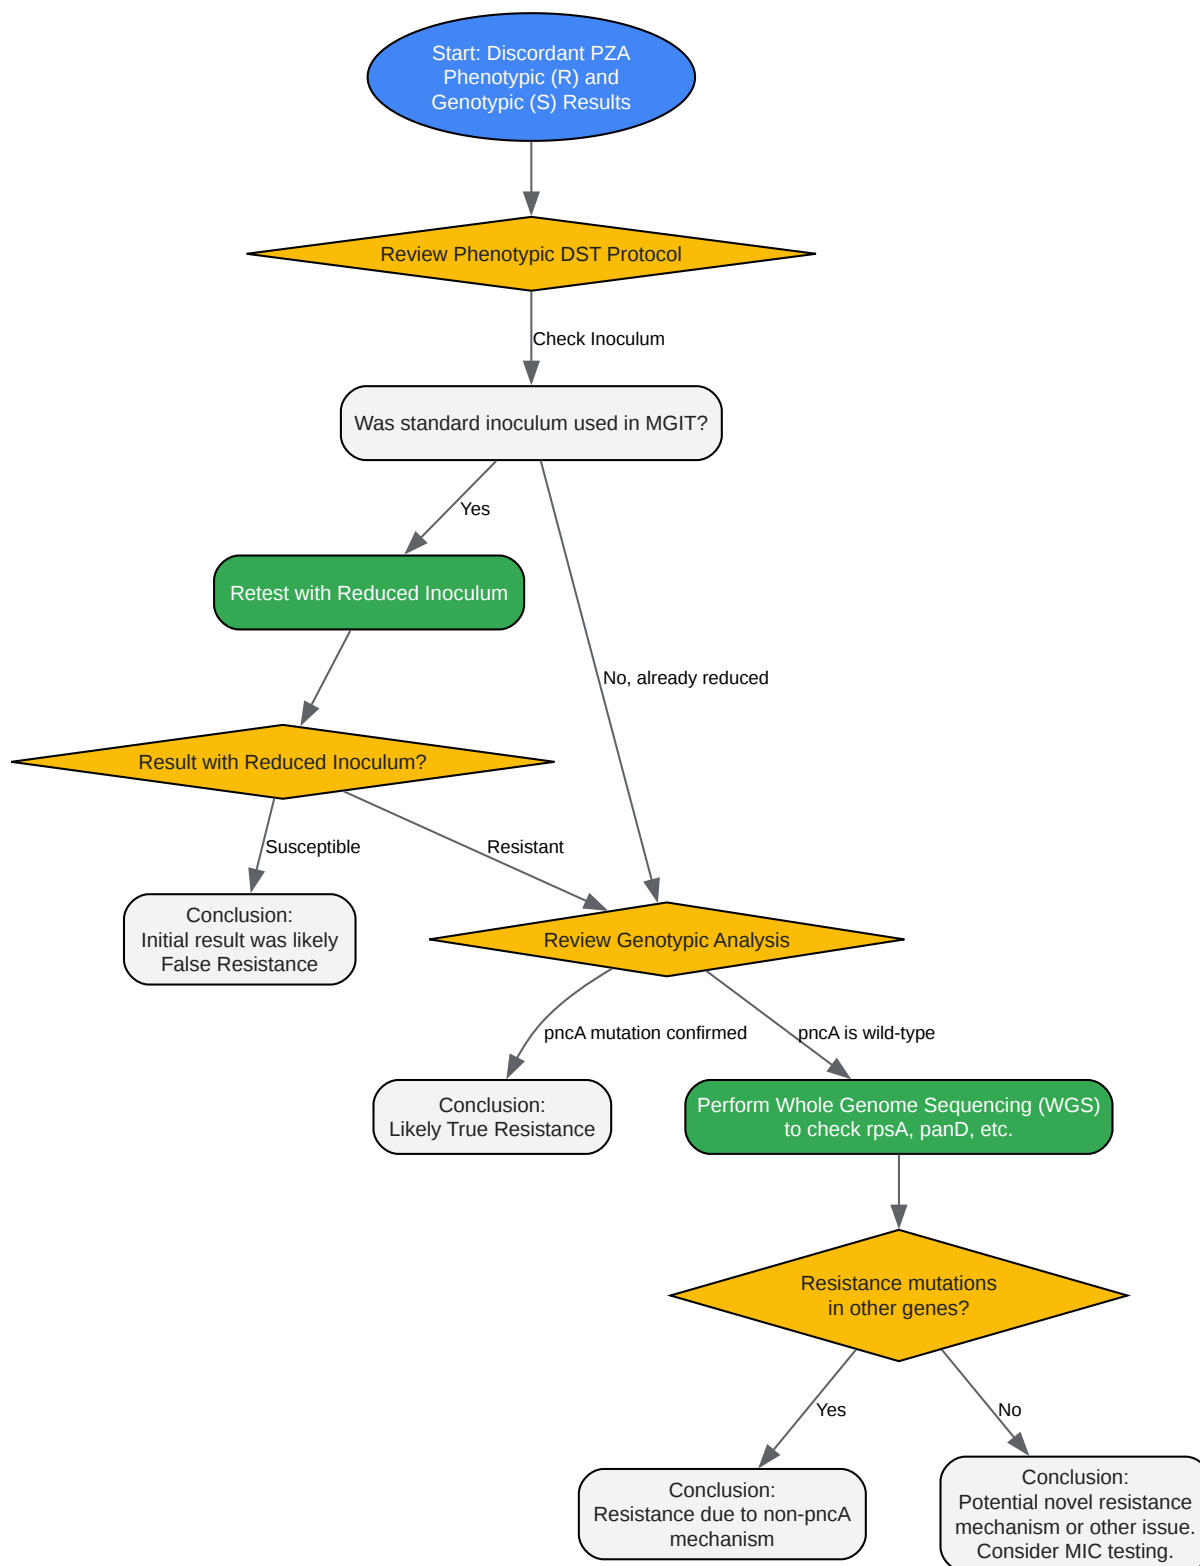 Start: Discordant PZA
Phenotypic (R) and
Genotypic (S) Results
Review Phenotypic DST Protocol
Check Inoculum
Was standard inoculum used in MGIT?
Yes
Retest with Reduced Inoculum
No, already reduced
Result with Reduced Inoculum?
Susceptible
Resistant
Conclusion:
Initial result was likely
False Resistance
Review Genotypic Analysis
pncA mutation confirmed
pncA is wild-type
Conclusion:
Likely True Resistance
Perform Whole Genome Sequencing (WGS)
to check rpsA, panD, etc.
Resistance mutations
in other genes?
Yes
No
Conclusion:
Resistance due to non-pncA
mechanism
Conclusion:
Potential novel resistance
mechanism or other issue.
Consider MIC testing.